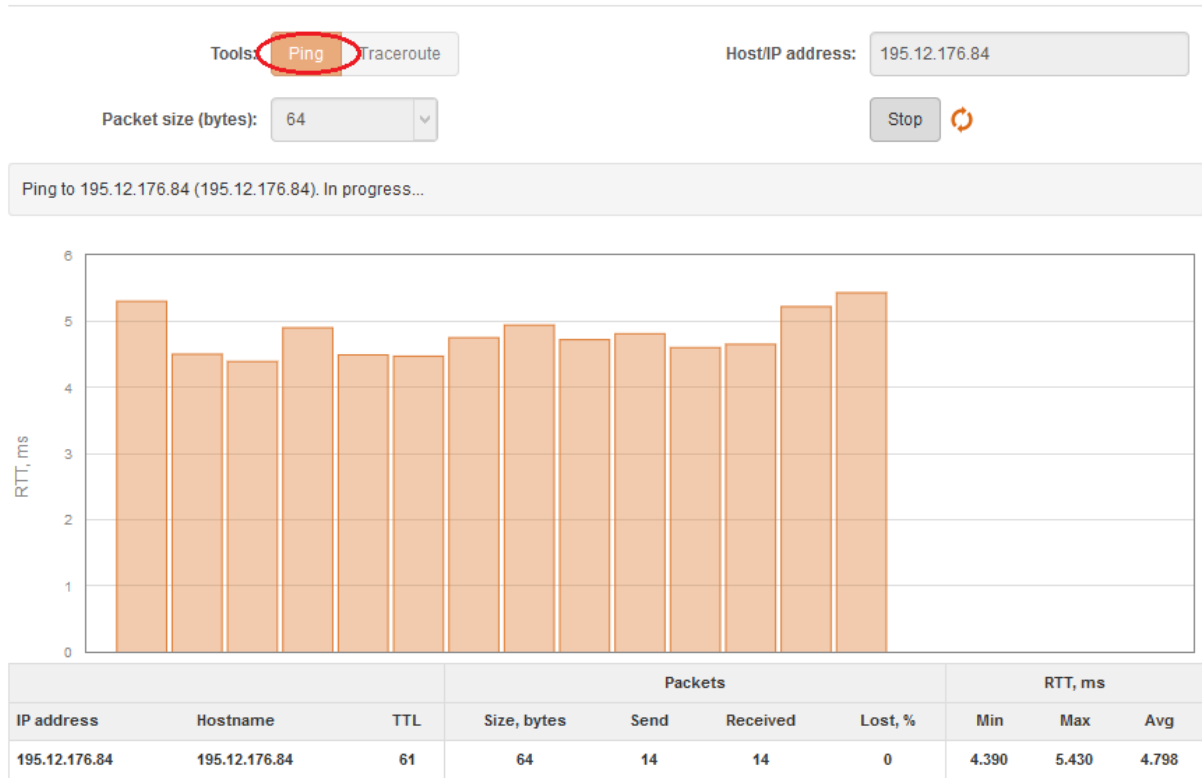 Tools: Ping Traceroute Host/IP address: 195.12.176.84
Packet size (bytes): 64 Stop
Ping to 195.12.176.84 (195.12.176.84). In progress...
6
5
4
3
2
1
0
RTT, ms
Packets RTT, ms
IP address Hostname TTL Size, bytes Send Received Lost, % Min Max Avg
195.12.176.84 195.12.176.84 61 64 14 14 0 4.390 5.430 4.798